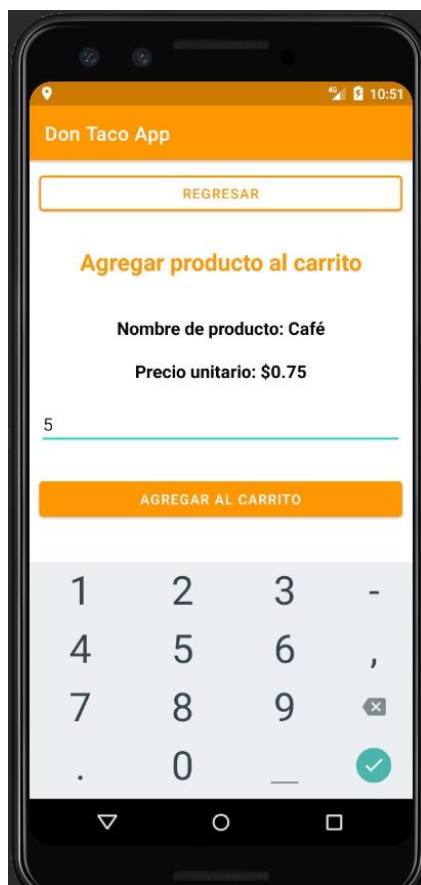 4G 10:51
Don Taco App
REGRESAR
Agregar producto al carrito
Nombre de producto: Café
Precio unitario: $0.75
5
AGREGAR AL CARRITO
1 2 3 -
4 5 6 ,
7 8 9
. 0 _